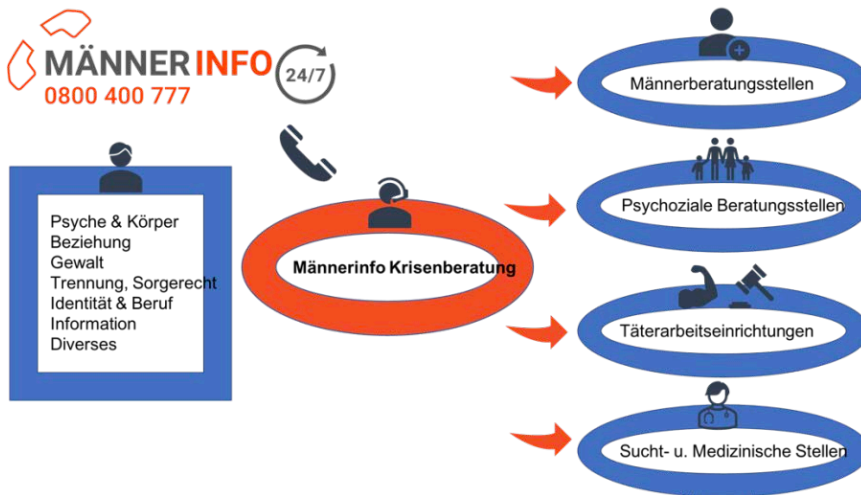 MÄNNERINFO
24/7
0800 400 777
Psyche & Körper
Beziehung
Gewalt
Trennung, Sorgerecht
Identität & Beruf
Information
Diverses
Männerinfo Krisenberatung
Männerberatungsstellen
Psychoziale Beratungsstellen
Täterarbeitseinrichtungen
Sucht- u. Medizinische Stellen